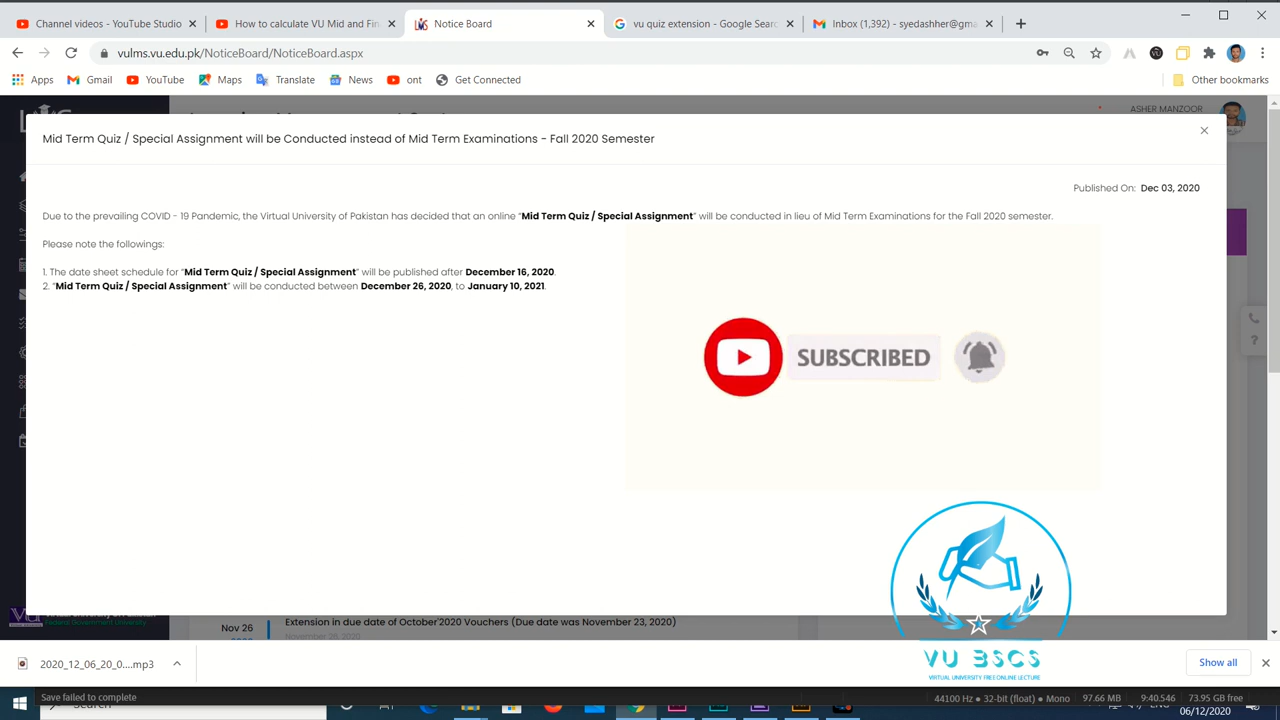 Channel videos - YouTube Studio
How to calculate VU Mid and Fin
Notice Board
vu quiz extension - Google Searc
Inbox (1,392) - syedashher@gma
vulms.vu.edu.pk/NoticeBoard/NoticeBoard.aspx
Apps Gmail YouTube Maps Translate News ont Get Connected Other bookmarks
ASHER MANZOOR
Mid Term Quiz / Special Assignment will be Conducted instead of Mid Term Examinations - Fall 2020 Semester
Published On: Dec 03, 2020
Due to the prevailing COVID - 19 Pandemic, the Virtual University of Pakistan has decided that an online "Mid Term Quiz / Special Assignment" will be conducted in lieu of Mid Term Examinations for the Fall 2020 semester.
Please note the followings:
1. The date sheet schedule for "Mid Term Quiz / Special Assignment" will be published after December 16, 2020.
2. "Mid Term Quiz / Special Assignment" will be conducted between December 26, 2020, to January 10, 2021.
SUBSCRIBED
Federal Government University
Nov 26
Extension in due date of October'2020 Vouchers (Due date was November 23, 2020)
November 26, 2020
VU BSCS
VIRTUAL UNIVERSITY FREE ONLINE LECTURE
2020_12_06_20_0....mp3
Show all
Save failed to complete
44100 Hz • 32-bit (float) • Mono 97.66 MB 9:40.546 73.95 GB free
06/12/2020